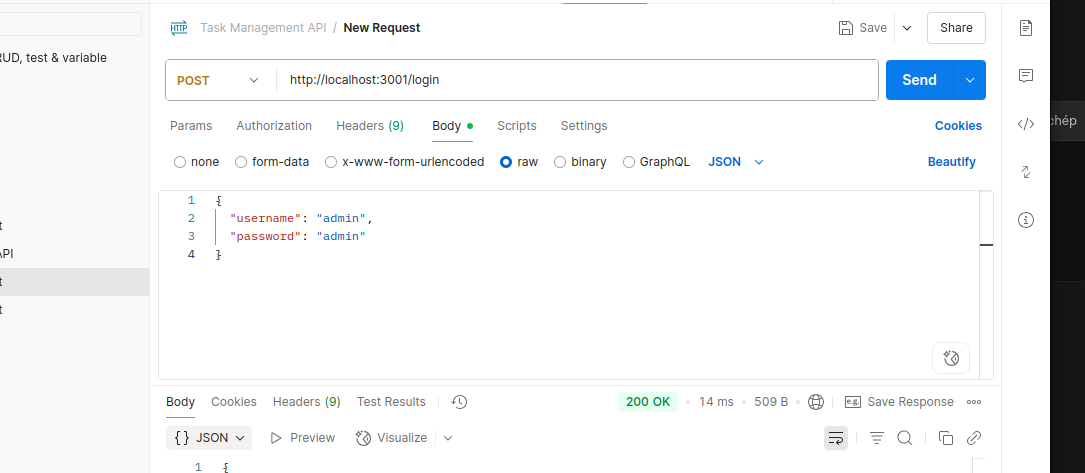 HTTP Task Management API / New Request Save Share
RUD, test & variable
POST http://localhost:3001/login Send
Params Authorization Headers (9) Body Scripts Settings Cookies
chép
none form-data x-www-form-urlencoded raw binary GraphQL JSON Beautify
1 {
2 "username": "admin",
3 "password": "admin"
4 }
t
API
t
t
Body Cookies Headers (9) Test Results 200 OK • 14 ms • 509 B • e.g. Save Response
{} JSON Preview Visualize
1 {